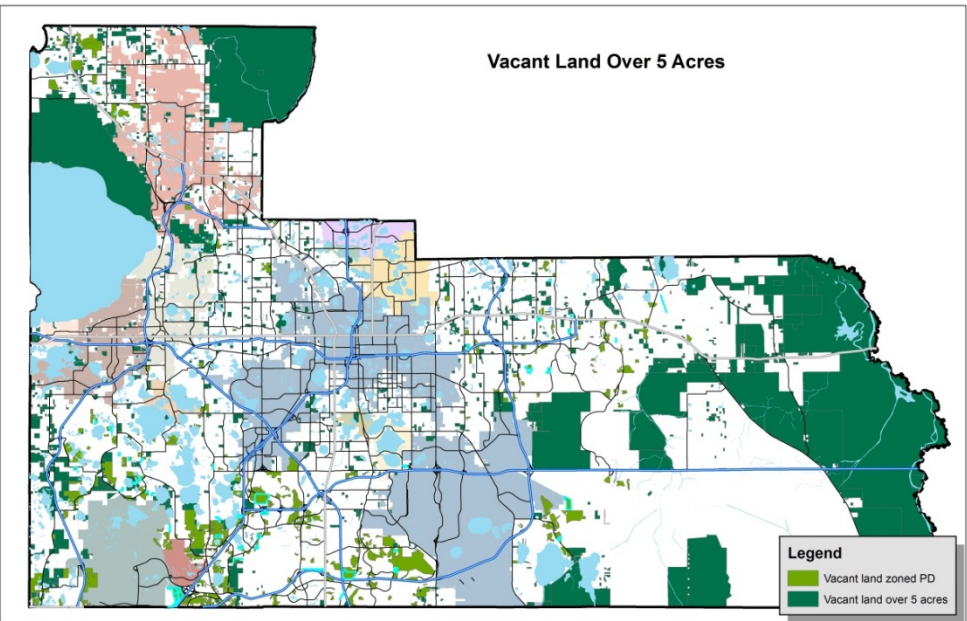 Vacant Land Over 5 Acres
Legend
Vacant land zoned PD
Vacant land over 5 acres